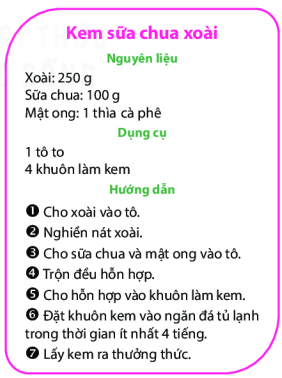 Kem sữa chua xoài
Nguyên liệu
Xoài: 250 g
Sữa chua: 100 g
Mật ong: 1 thìa cà phê
Dụng cụ
1 tô to
4 khuôn làm kem
Hướng dẫn
❶ Cho xoài vào tô.
❷ Nghiền nát xoài.
❸ Cho sữa chua và mật ong vào tô.
❹ Trộn đều hỗn hợp.
❺ Cho hỗn hợp vào khuôn làm kem.
❻ Đặt khuôn kem vào ngăn đá tủ lạnh
trong thời gian ít nhất 4 tiếng.
❼ Lấy kem ra thưởng thức.